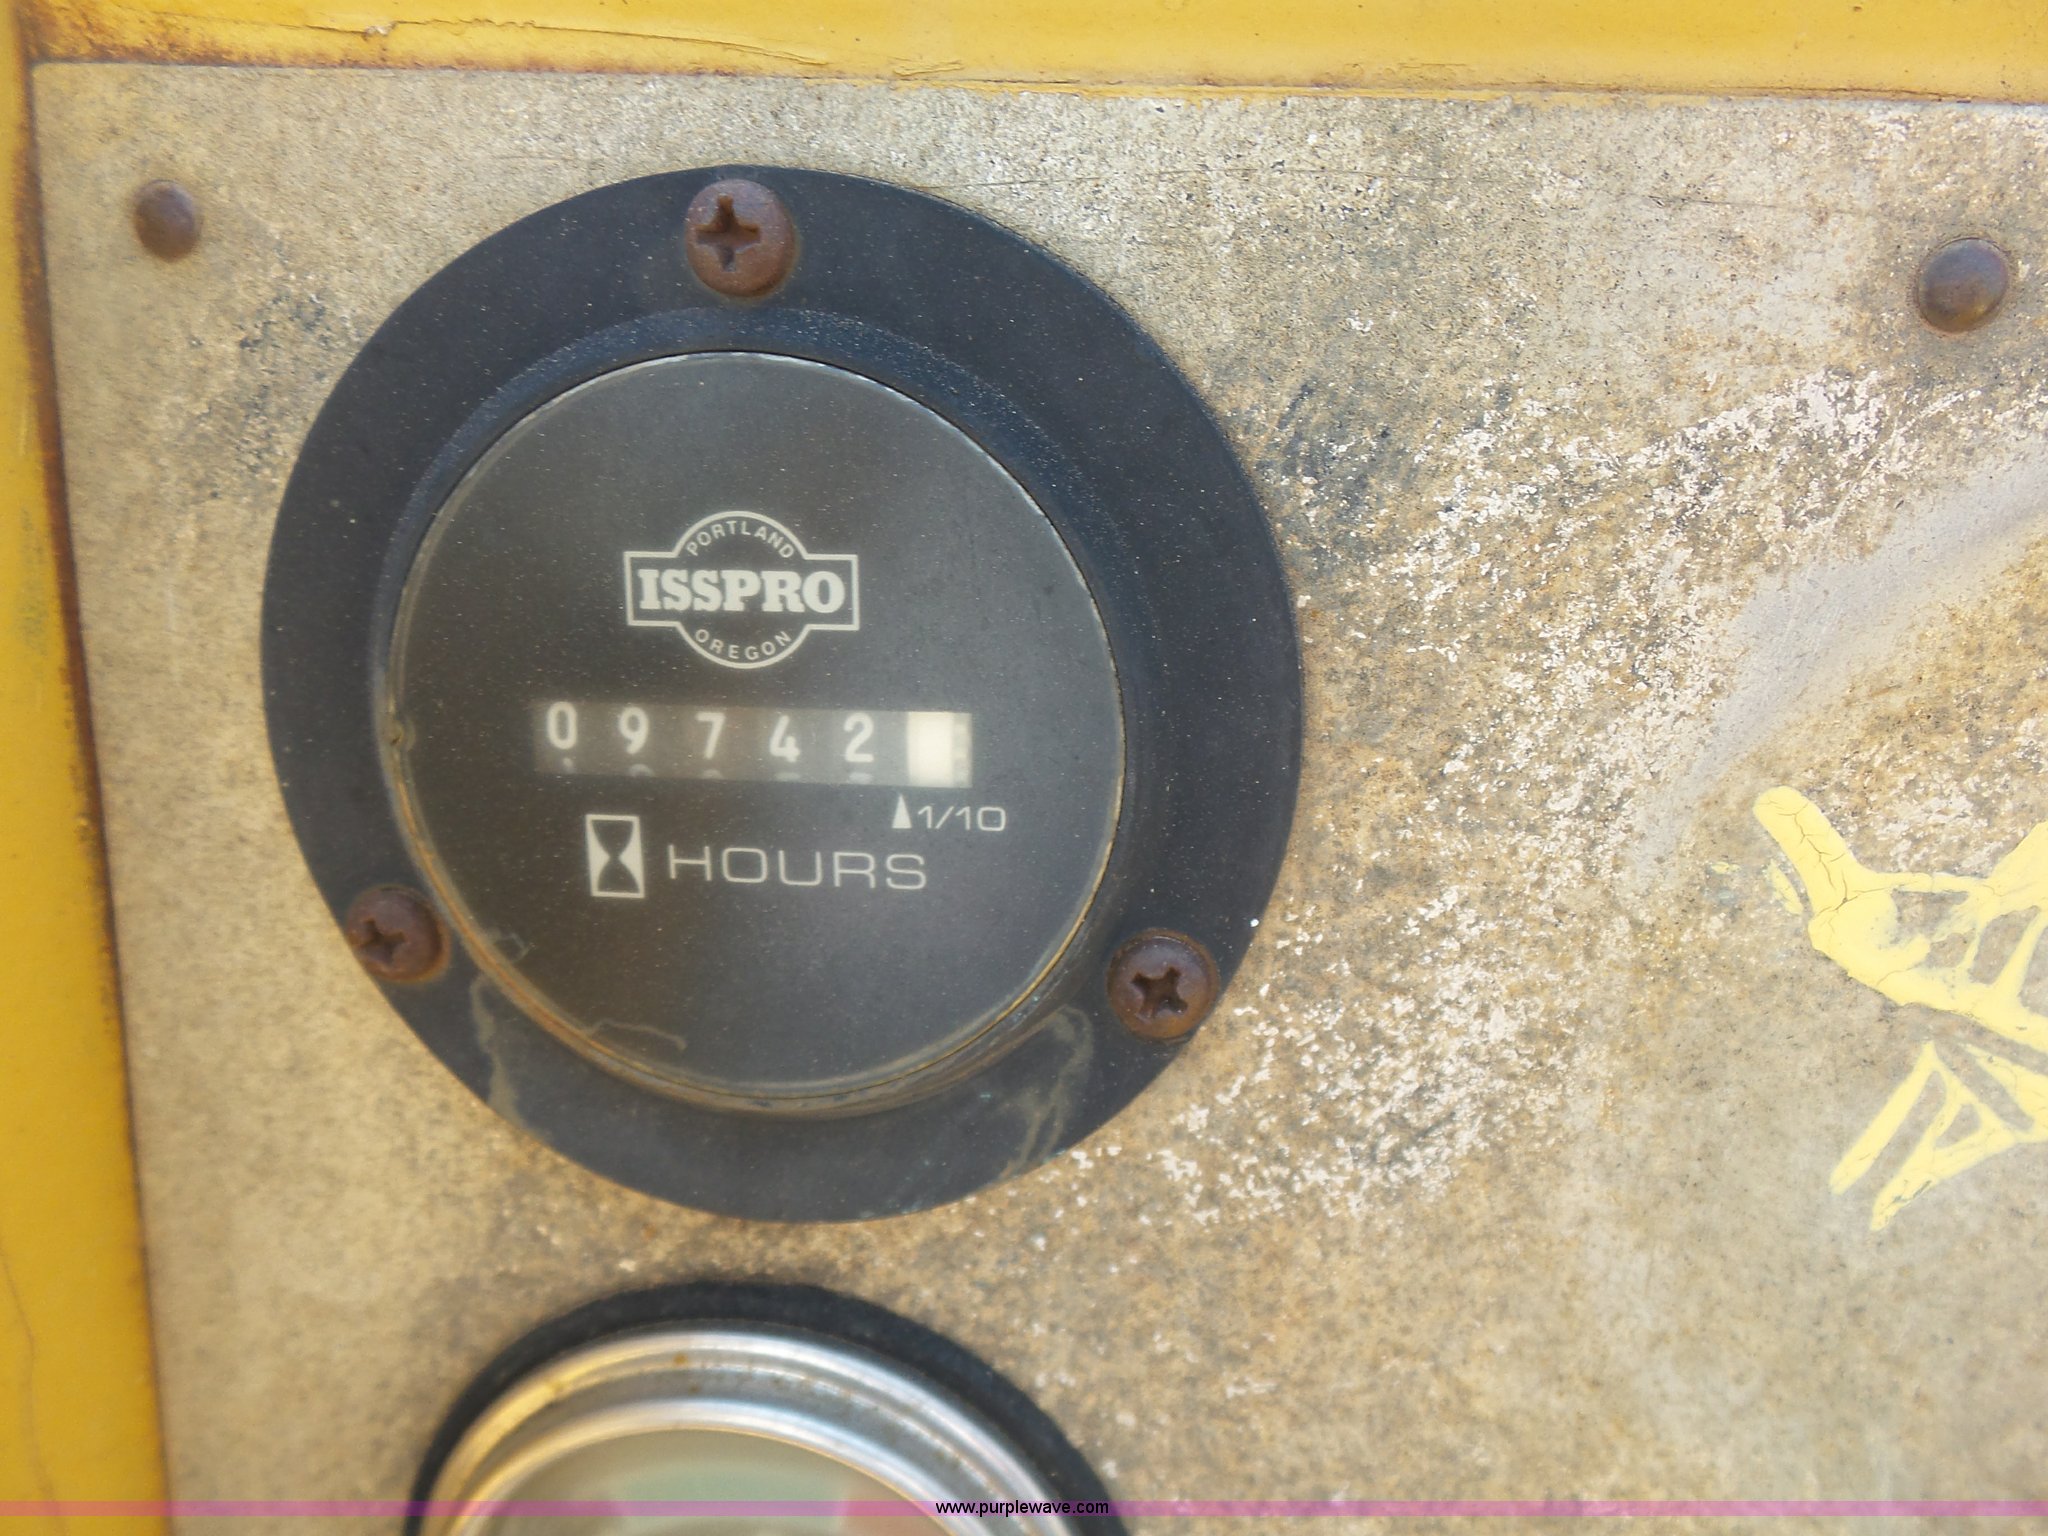 PORTLAND
ISSPRO
OREGON
09742
1/10
HOURS
www.purplewave.com